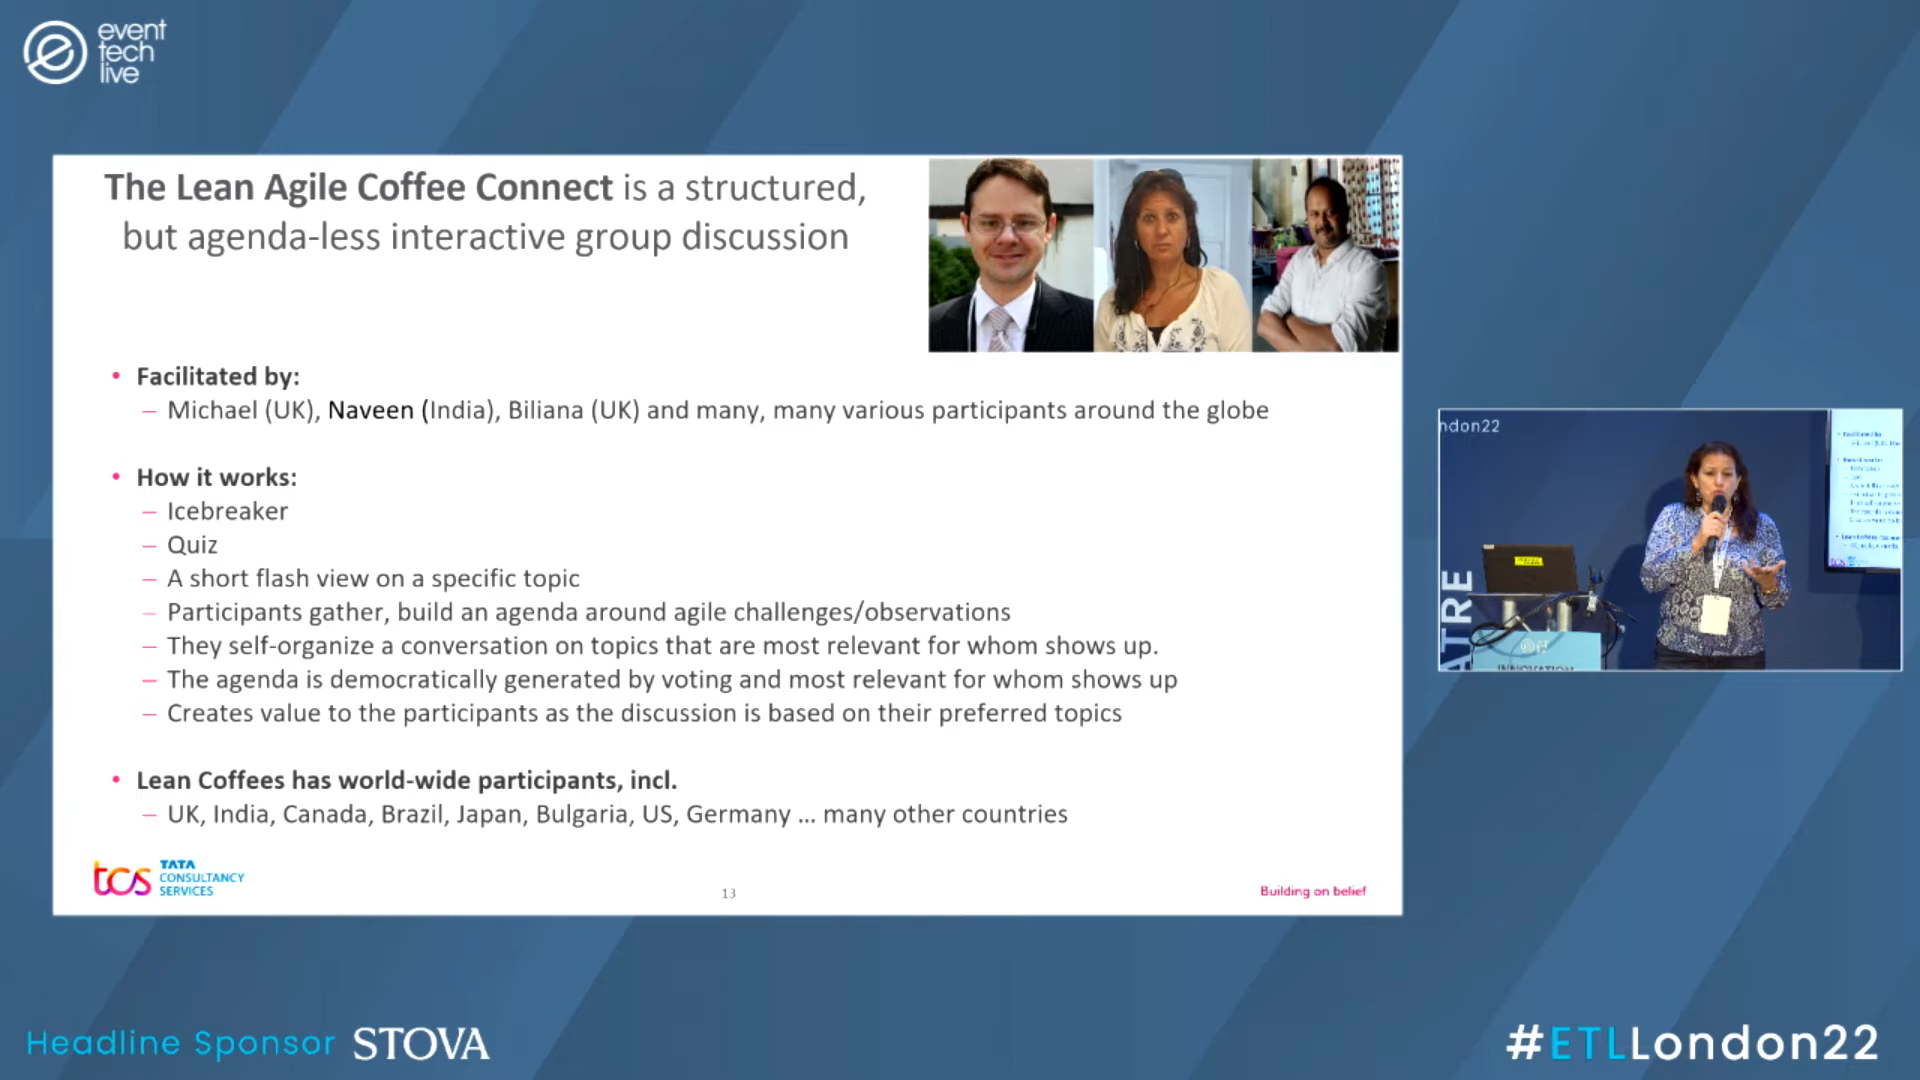 event
tech
live
The Lean Agile Coffee Connect is a structured,
but agenda-less interactive group discussion
• Facilitated by:
– Michael (UK), Naveen (India), Biliana (UK) and many, many various participants around the globe
• How it works:
– Icebreaker
– Quiz
– A short flash view on a specific topic
– Participants gather, build an agenda around agile challenges/observations
– They self-organize a conversation on topics that are most relevant for whom shows up.
– The agenda is democratically generated by voting and most relevant for whom shows up
– Creates value to the participants as the discussion is based on their preferred topics
• Lean Coffees has world-wide participants, incl.
– UK, India, Canada, Brazil, Japan, Bulgaria, US, Germany ... many other countries
tcs TATA
CONSULTANCY
SERVICES
13
Building on belief
ndon22
ATRE
INNOVATION
Headline Sponsor STOVA
#ETLLondon22